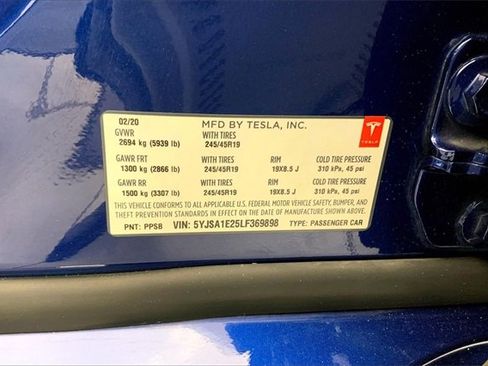 02/20 MFD BY TESLA, INC.
GVWR WITH TIRES
2694 kg (5939 lb) 245/45R19
TESLA
GAWR FRT WITH TIRES RIM COLD TIRE PRESSURE
1300 kg (2866 lb) 245/45R19 19X8.5 J 310 kPa, 45 psi
GAWR RR WITH TIRES RIM COLD TIRE PRESSURE
1500 kg (3307 lb) 245/45R19 19X8.5 J 310 kPa, 45 psi
THIS VEHICLE CONFORMS TO ALL APPLICABLE U.S. FEDERAL MOTOR VEHICLE SAFETY, BUMPER, AND
THEFT PREVENTION STANDARDS IN EFFECT ON THE DATE OF MANUFACTURE SHOWN ABOVE.
PNT: PPSB VIN: 5YJSA1E25LF369898 TYPE: PASSENGER CAR